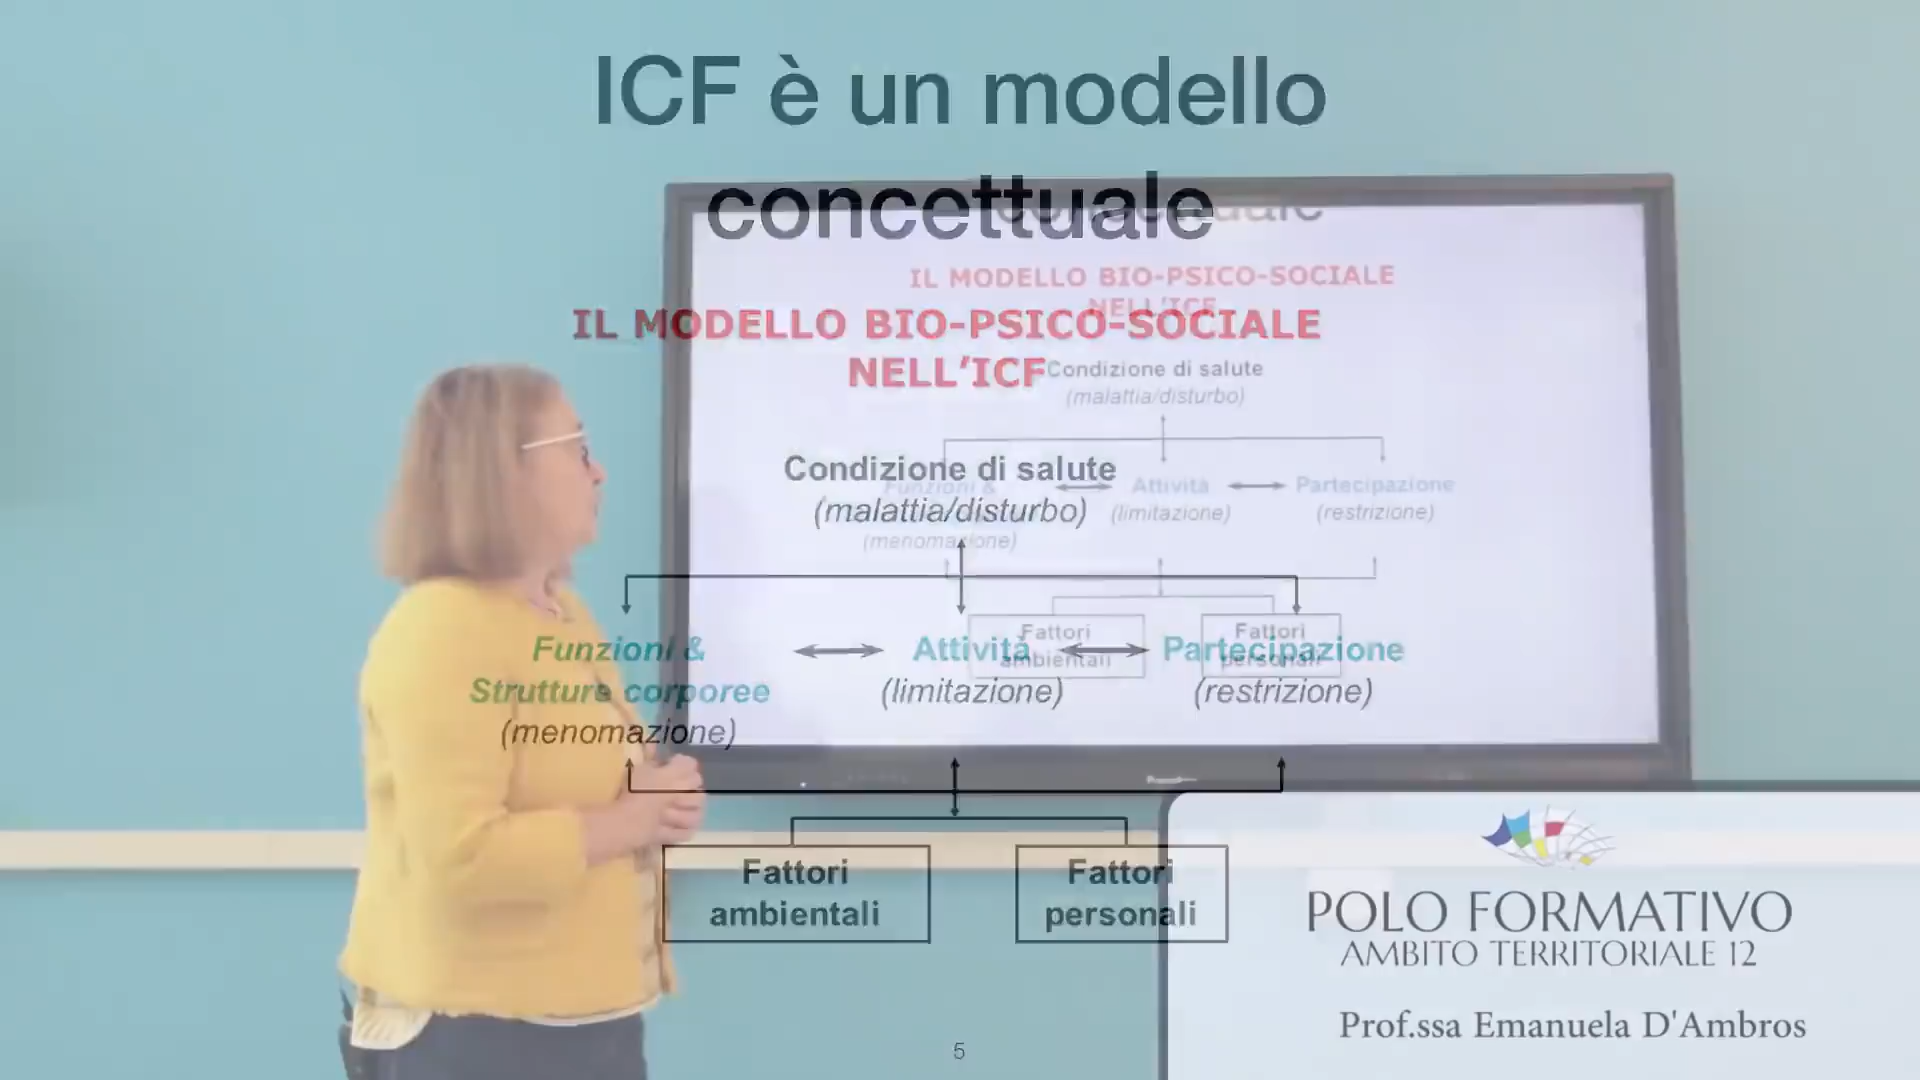 ICF è un modello
concettuale
IL MODELLO BIO-PSICO-SOCIALE
NELL'ICF
Condizione di salute
(malattia/disturbo)
Funzioni &
Strutture corporee
(menomazione)
Attività
(limitazione)
Partecipazione
(restrizione)
Fattori
ambientali
Fattori
personali
5
concettuale
IL MODELLO BIO-PSICO-SOCIALE
NELL'ICF
Condizione di salute
(malattia/disturbo)
Funzioni &
(menomazione)
Attività
(limitazione)
Partecipazione
(restrizione)
Fattori
ambientali
Fattori
personali
POLO FORMATIVO
AMBITO TERRITORIALE 12
Prof.ssa Emanuela D'Ambros